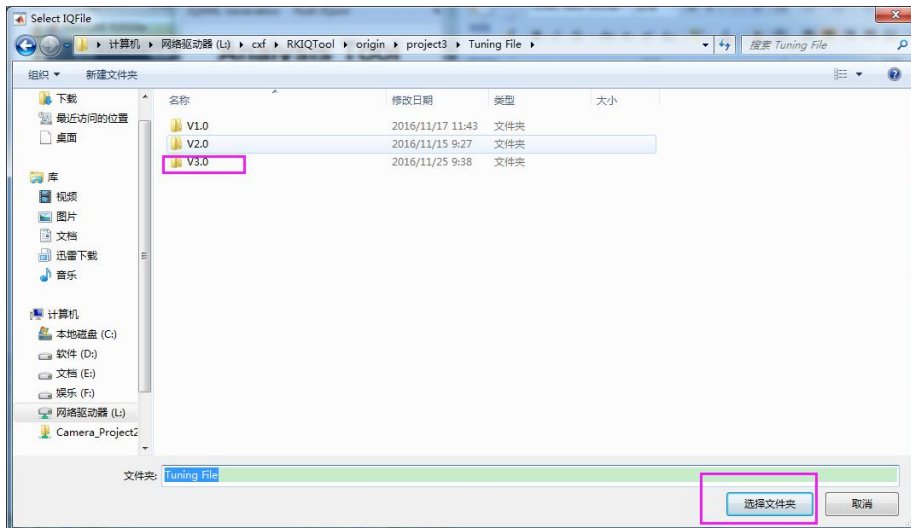 Select IQFile
计算机 ▸ 网络驱动器 (L:) ▸ cxf ▸ RKIQTool ▸ origin ▸ project3 ▸ Tuning File ▸
搜索 Tuning File
组织 新建文件夹
名称 修改日期 类型 大小
V1.0 2016/11/17 11:43 文件夹
V2.0 2016/11/15 9:27 文件夹
V3.0 2016/11/25 9:38 文件夹
下载
最近访问的位置
桌面
库
视频
图片
文档
迅雷下载
音乐
计算机
本地磁盘 (C:)
软件 (D:)
文档 (E:)
娱乐 (F:)
网络驱动器 (L:)
Camera_Project2
文件夹: Tuning File
选择文件夹 取消